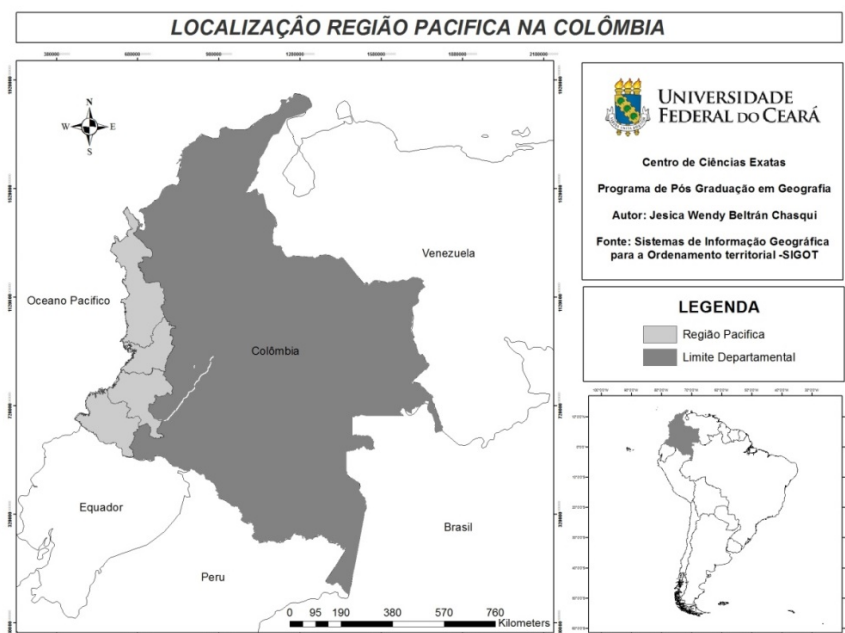 LOCALIZAÇÂO REGIÃO PACIFICA NA COLÔMBIA
N
W E
S
Oceano Pacifico
Venezuela
Colômbia
Equador
Peru
Brasil
0 95 190 380 570 760
Kilometers
UNIVERSIDADE
FEDERAL DO CEARÁ
Centro de Ciências Exatas
Programa de Pós Graduação em Geografia
Autor: Jesica Wendy Beltrán Chasqui
Fonte: Sistemas de Informação Geográfica
para a Ordenamento territorial -SIGOT
LEGENDA
Região Pacifica
Limite Departamental